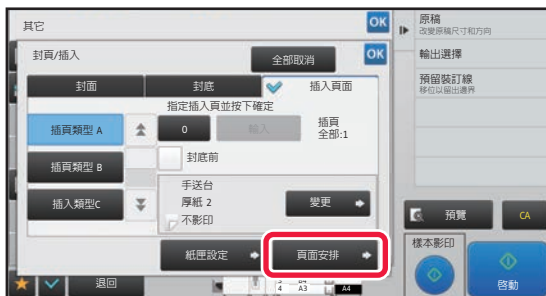 其它
OK
原稿
改變原稿尺寸和方向
封頁/插入
全部取消
OK
輸出選擇
封面
封底
插入頁面
預留裝訂線
移位以留出邊界
指定插入頁並按下確定
插頁類型 A
0
輸入
插頁
全部:1
插頁類型 B
封底前
插入類型C
手送台
厚紙 2
不影印
變更
預覽
CA
紙匣設定
頁面安排
樣本影印
啓動
退回
4
A3
A4